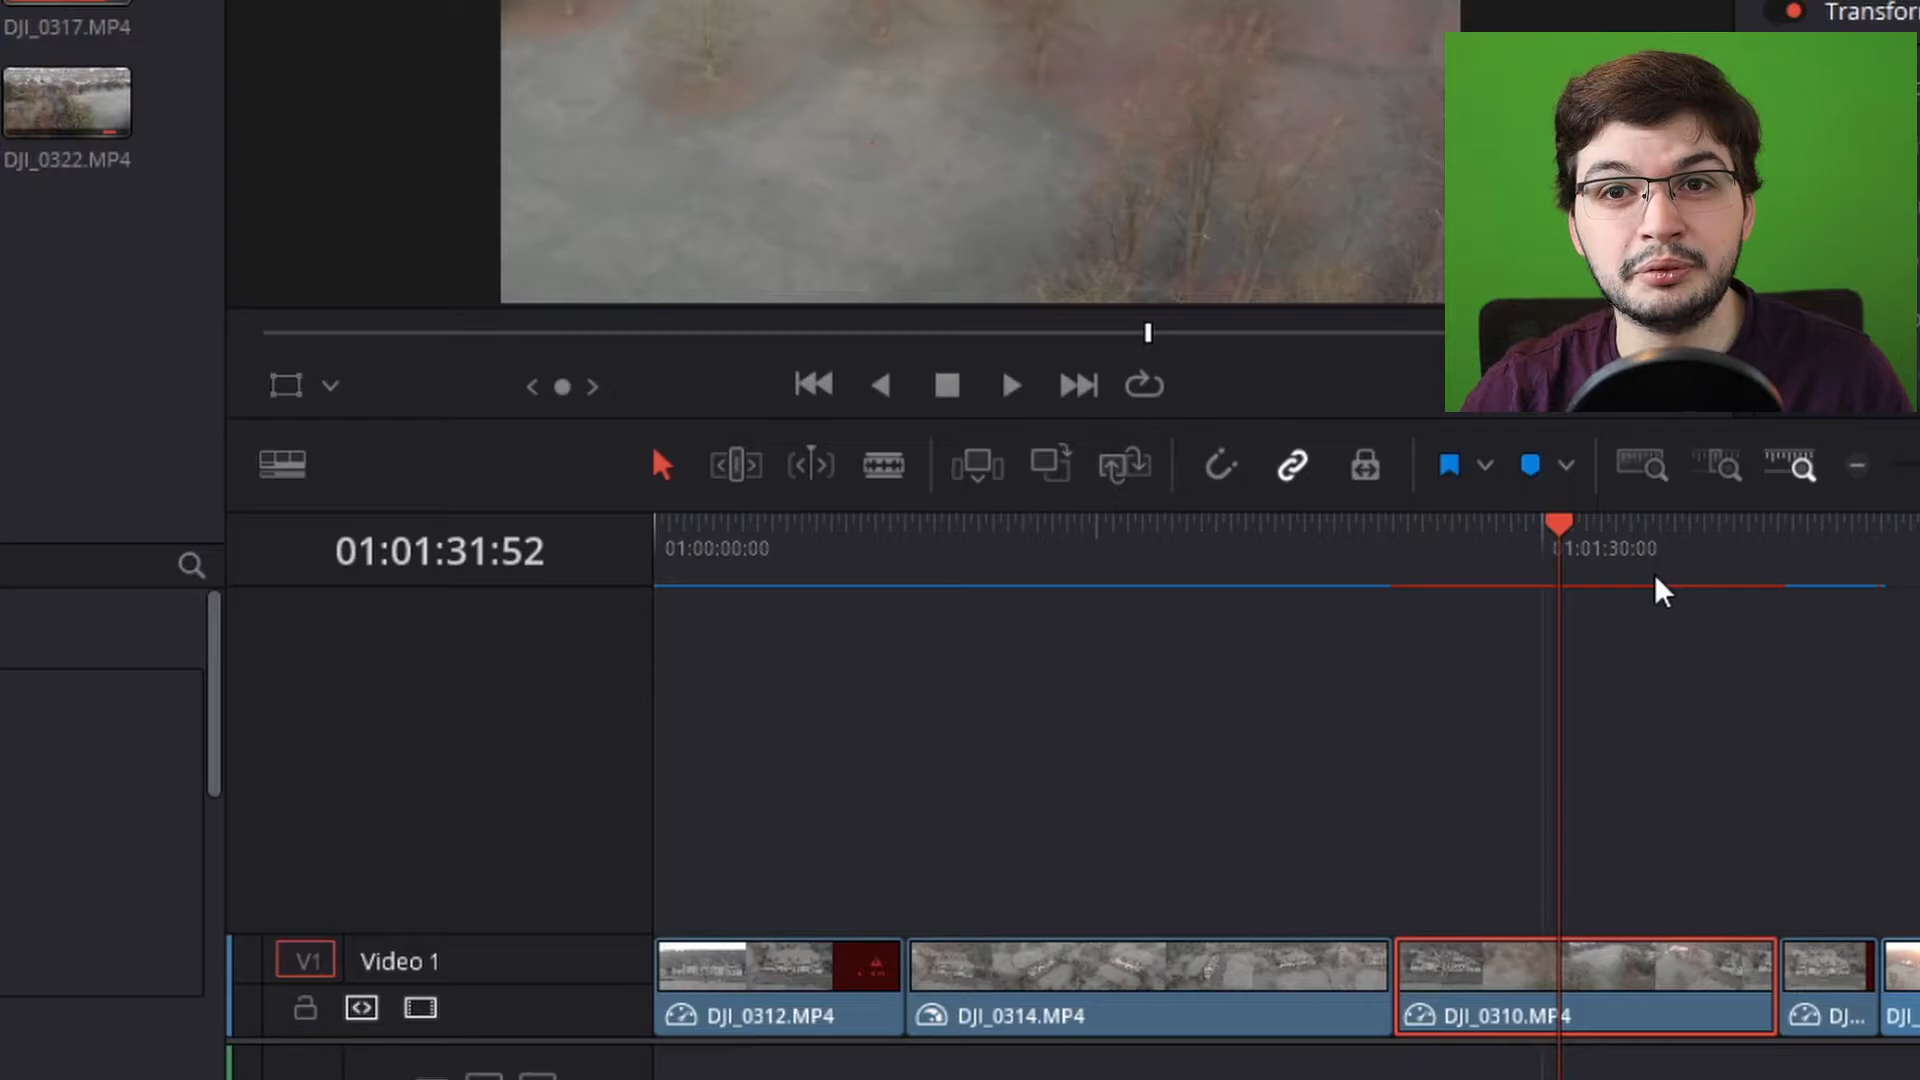 DJI_0317.MP4
Transfor
DJI_0322.MP4
01:01:31:52
01:00:00:00
01:01:30:00
V1
Video 1
DJI_0312.MP4
DJI_0314.MP4
DJI_0310.MP4
DJ...
DJI_